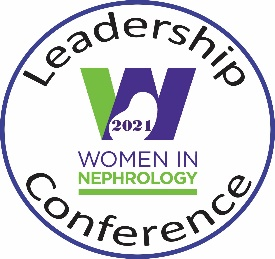 Leadership
W
2021
WOMEN IN
NEPHROLOGY
Conference